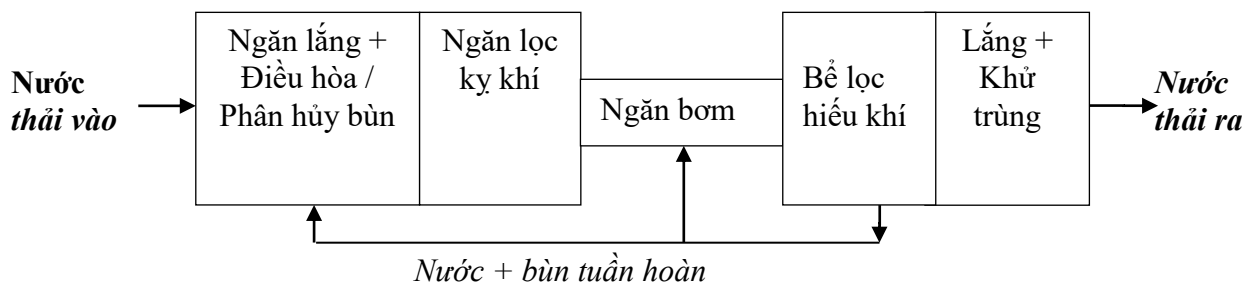 Nước
thải vào
Ngăn lắng +
Điều hòa /
Phân hủy bùn
Ngăn lọc
kỵ khí
Ngăn bơm
Bể lọc
hiếu khí
Lắng +
Khử
trùng
Nước
thải ra
Nước + bùn tuần hoàn